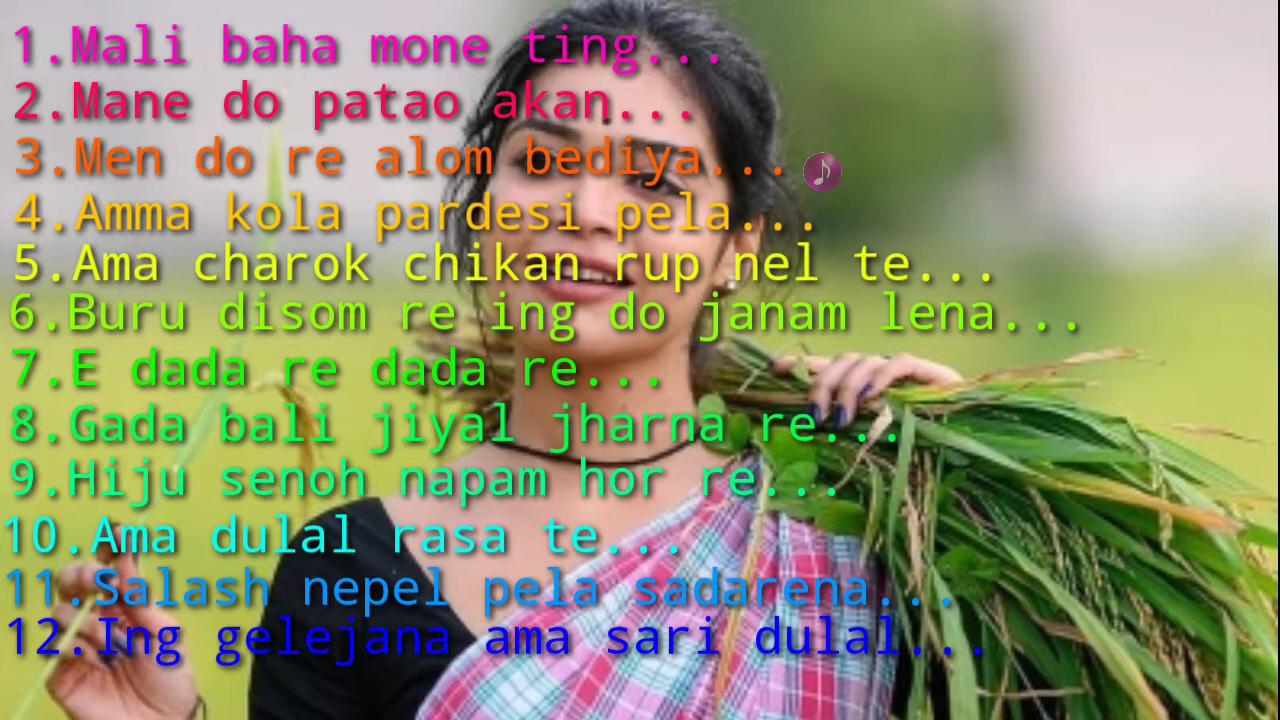 1.Mali baha mone ting...
2.Mane do patao akan...
3.Men do re alom bediya...
4.Amma kola pardesi pela...
5.Ama charok chikan rup nel te...
6.Buru disom re ing do janam lena...
7.E dada re dada re...
8.Gada bali jiyal jharna re...
9.Hiju senoh napam hor re...
10.Ama dulal rasa te...
11.Salash nepel pela sadarena...
12.Ing gelejana ama sari dulal...